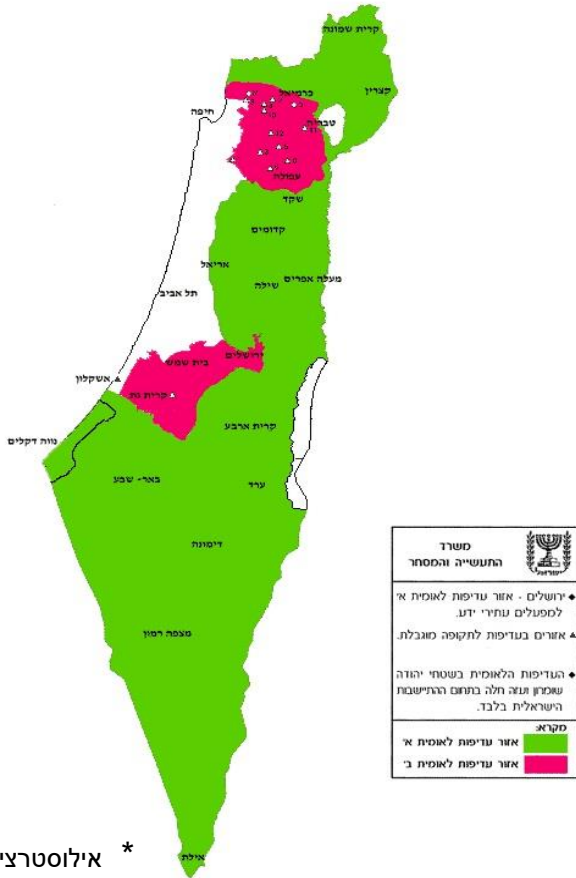 קרית שמונה
קצרין
כרמיאל
חיפה
טבריה
עפולה
שקד
קדומים
אריאל
מעלה אפרים
שילה
תל אביב
ירושלים
בית שמש
אשקלון
קרית גת
קרית ארבע
נווה דקלים
באר- שבע
ערד
דימונה
מצפה רמון
אילת
משרד
התעשייה והמסחר
ירושלים - אזור עדיפות לאומית א'
למפעלים עתירי ידע.
אזורים בעדיפות לתקופה מוגבלת.
העדיפות הלאומית בשטחי יהודה
שומרון ועזה חלה בתחום ההתיישבות
הישראלית בלבד.
מקרא:
אזור עדיפות לאומית א'
אזור עדיפות לאומית ב'
* אילוסטרצי